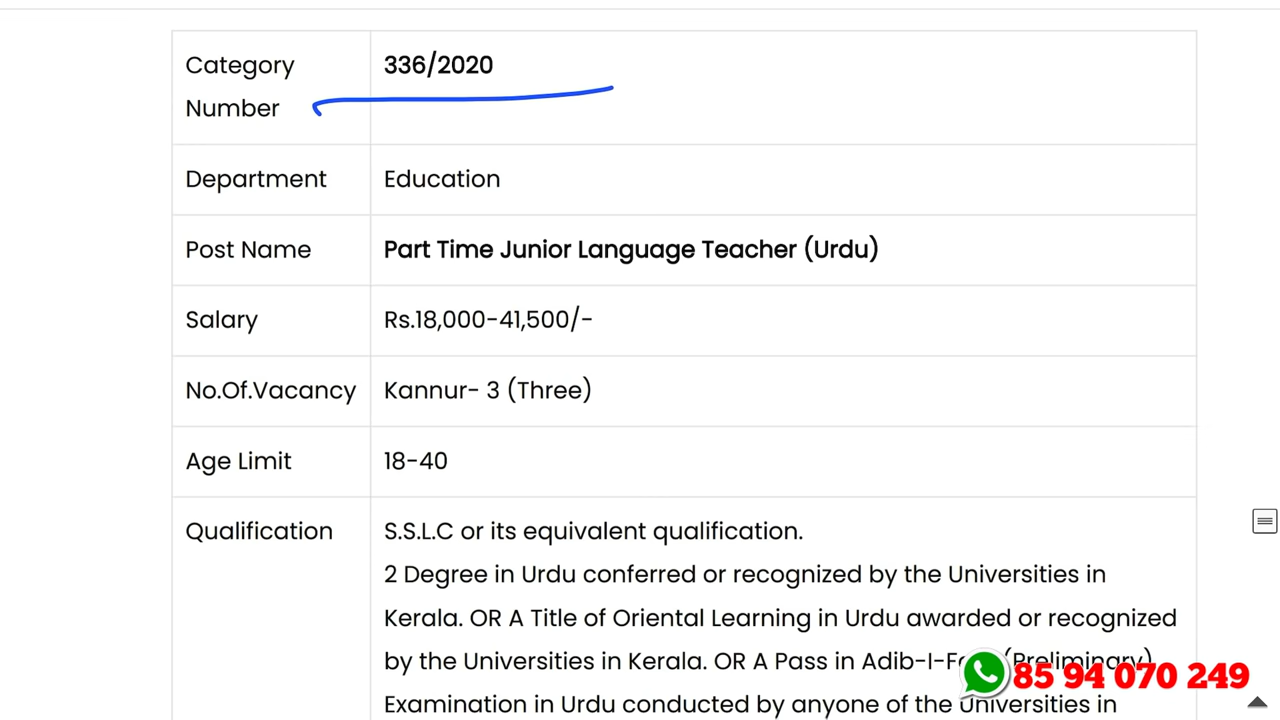 Category Number
336/2020
Department
Education
Post Name
Part Time Junior Language Teacher (Urdu)
Salary
Rs.18,000-41,500/-
No.Of.Vacancy
Kannur- 3 (Three)
Age Limit
18-40
Qualification
S.S.L.C or its equivalent qualification.
2 Degree in Urdu conferred or recognized by the Universities in
Kerala. OR A Title of Oriental Learning in Urdu awarded or recognized
by the Universities in Kerala. OR A Pass in (Preliminary)
Examination in Urdu conducted by anyone of the Universities in
85 94 070 249